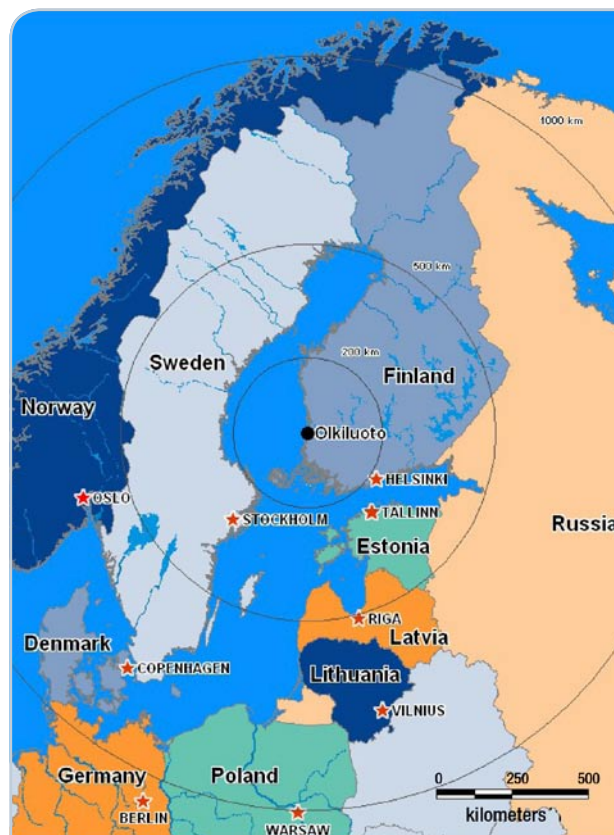 1000 km
500 km
200 km
Sweden
Finland
Norway
Olkiluoto
HELSINKI
OSLO
TALLINN
STOCKHOLM
Russia
Estonia
RIGA
Latvia
Denmark
COPENHAGEN
Lithuania
VILNIUS
Germany
Poland
0 250 500
BERLIN
kilometers
WARSAW